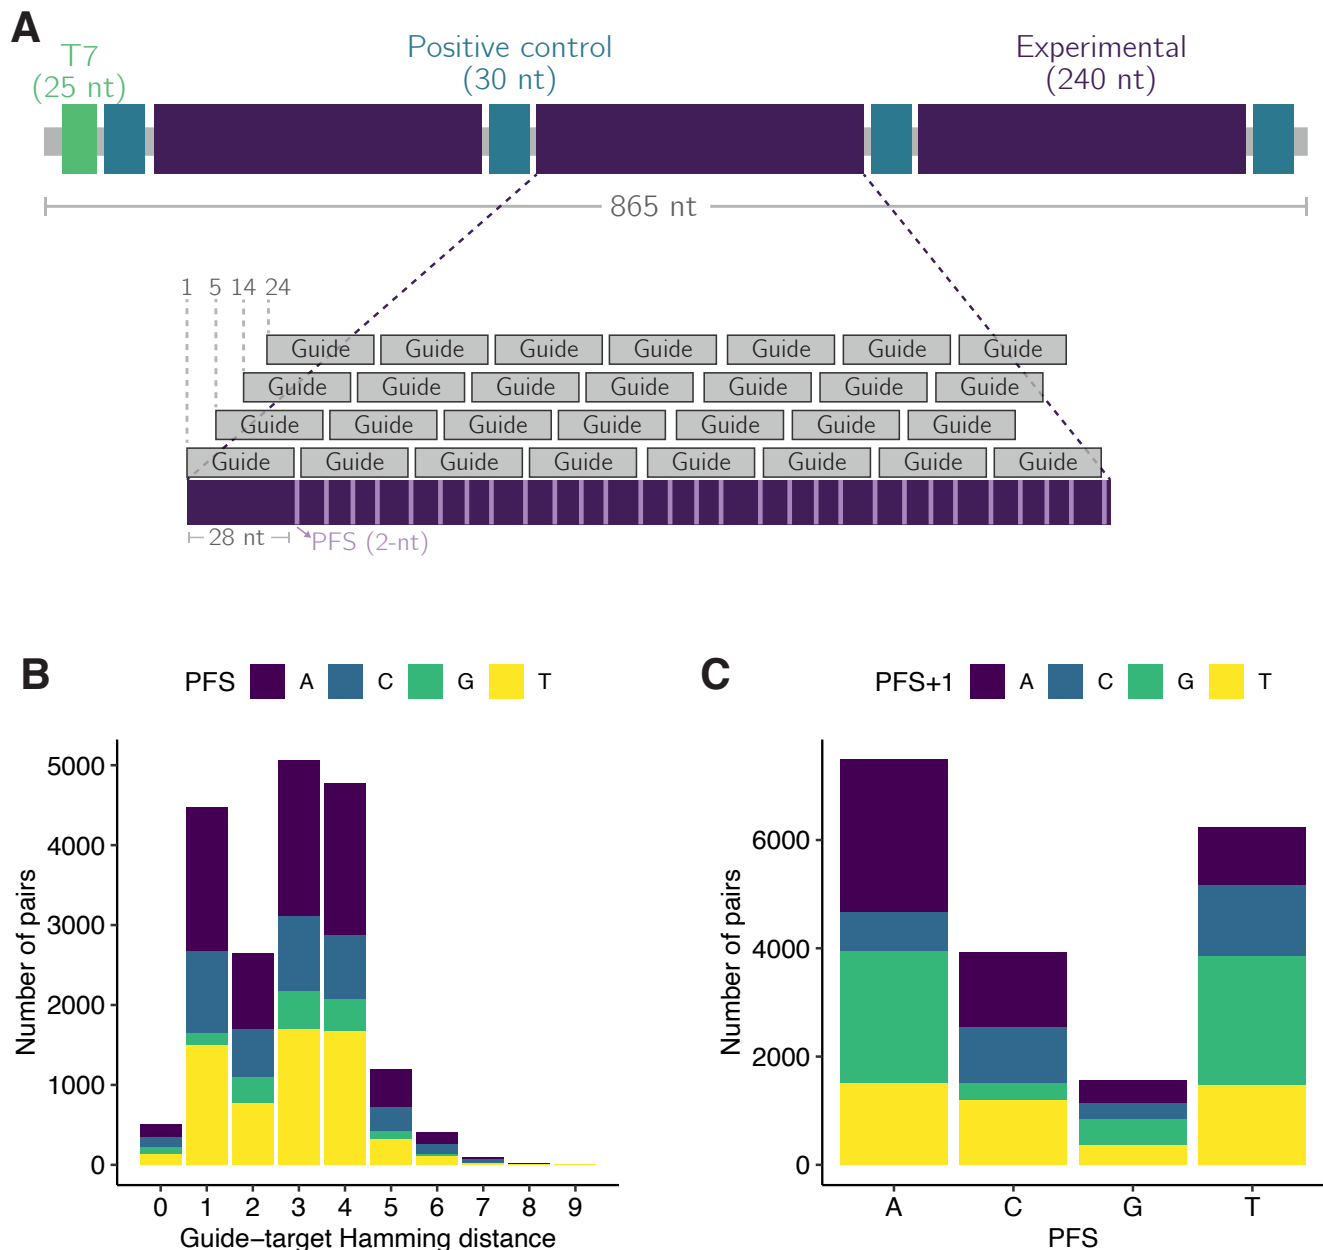 A
T7
(25 nt)
Positive control
(30 nt)
Experimental
(240 nt)
865 nt
1 5 14 24
Guide Guide Guide Guide Guide Guide Guide
Guide Guide Guide Guide Guide Guide Guide
Guide Guide Guide Guide Guide Guide Guide
Guide Guide Guide Guide Guide Guide Guide Guide
28 nt
PFS (2-nt)
B
PFS A C G T
Number of pairs
5000
4000
3000
2000
1000
0
0 1 2 3 4 5 6 7 8 9
Guide–target Hamming distance
C
PFS+1 A C G T
Number of pairs
6000
4000
2000
0
A C G T
PFS